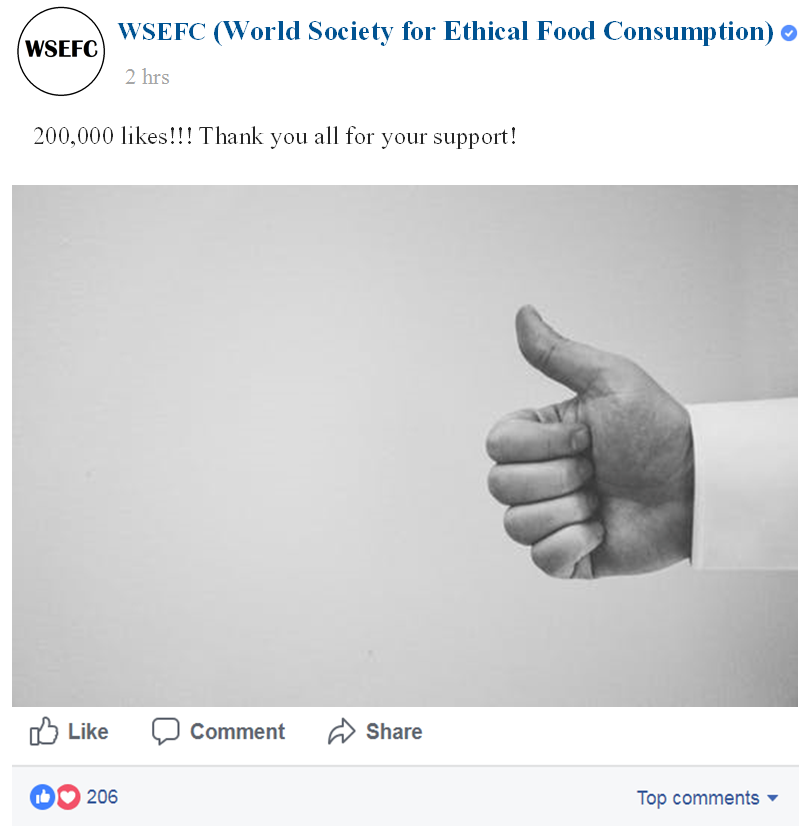 WSEFC
WSEFC (World Society for Ethical Food Consumption)
2 hrs
200,000 likes!!! Thank you all for your support!
Like Comment Share
206 Top comments